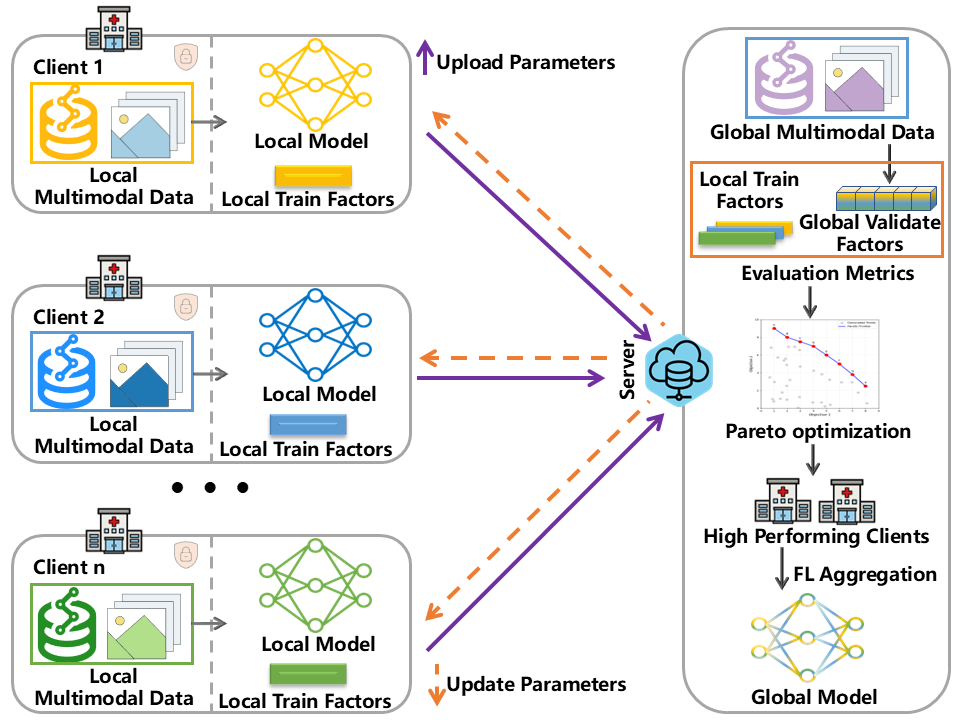 Client 1
Local
Multimodal Data
Local Model
Local Train Factors
Upload Parameters
Client 2
Local
Multimodal Data
Local Model
Local Train Factors
Client n
Local
Multimodal Data
Local Model
Local Train Factors
Update Parameters
Server
Global Multimodal Data
Local Train
Factors
Global Validate
Factors
Evaluation Metrics
Pareto optimization
High Performing Clients
FL Aggregation
Global Model